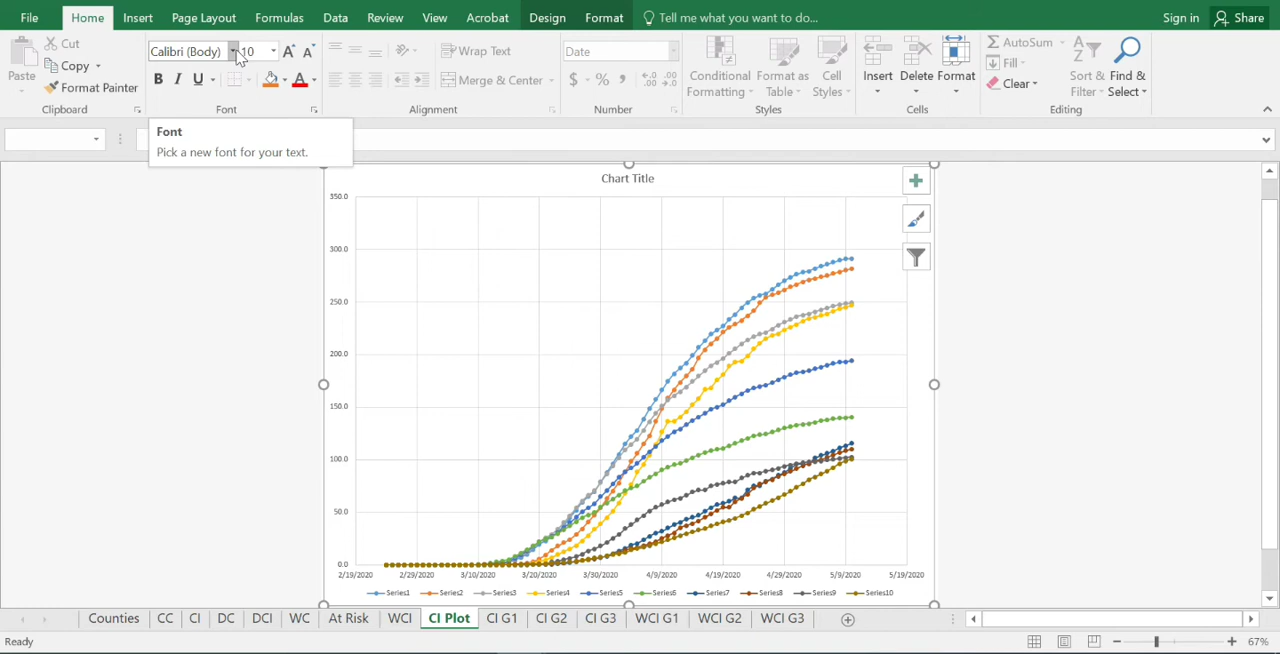 File Home Insert Page Layout Formulas Data Review View Acrobat Design Format Tell me what you want to do... Sign in Share
Paste
Cut
Copy
Format Painter
Clipboard
Calibri (Body) 10 A A
B I U A
Font
Wrap Text
Merge & Center
Alignment
Date
$ % , .0 .00 .00 .0
Number
Conditional Formatting
Format as Table
Cell Styles
Styles
Insert Delete Format
Cells
AutoSum
Fill
Clear
Sort & Filter
Find & Select
Editing
Font
Pick a new font for your text.
Chart Title
350.0
300.0
250.0
200.0
150.0
100.0
50.0
0.0
2/19/2020 2/29/2020 3/10/2020 3/20/2020 3/30/2020 4/9/2020 4/19/2020 4/29/2020 5/9/2020 5/19/2020
Series1 Series2 Series3 Series4 Series5 Series6 Series7 Series8 Series9 Series10
Counties CC CI DC DCI WC At Risk WCI CI Plot CI G1 CI G2 CI G3 WCI G1 WCI G2 WCI G3
Ready 67%